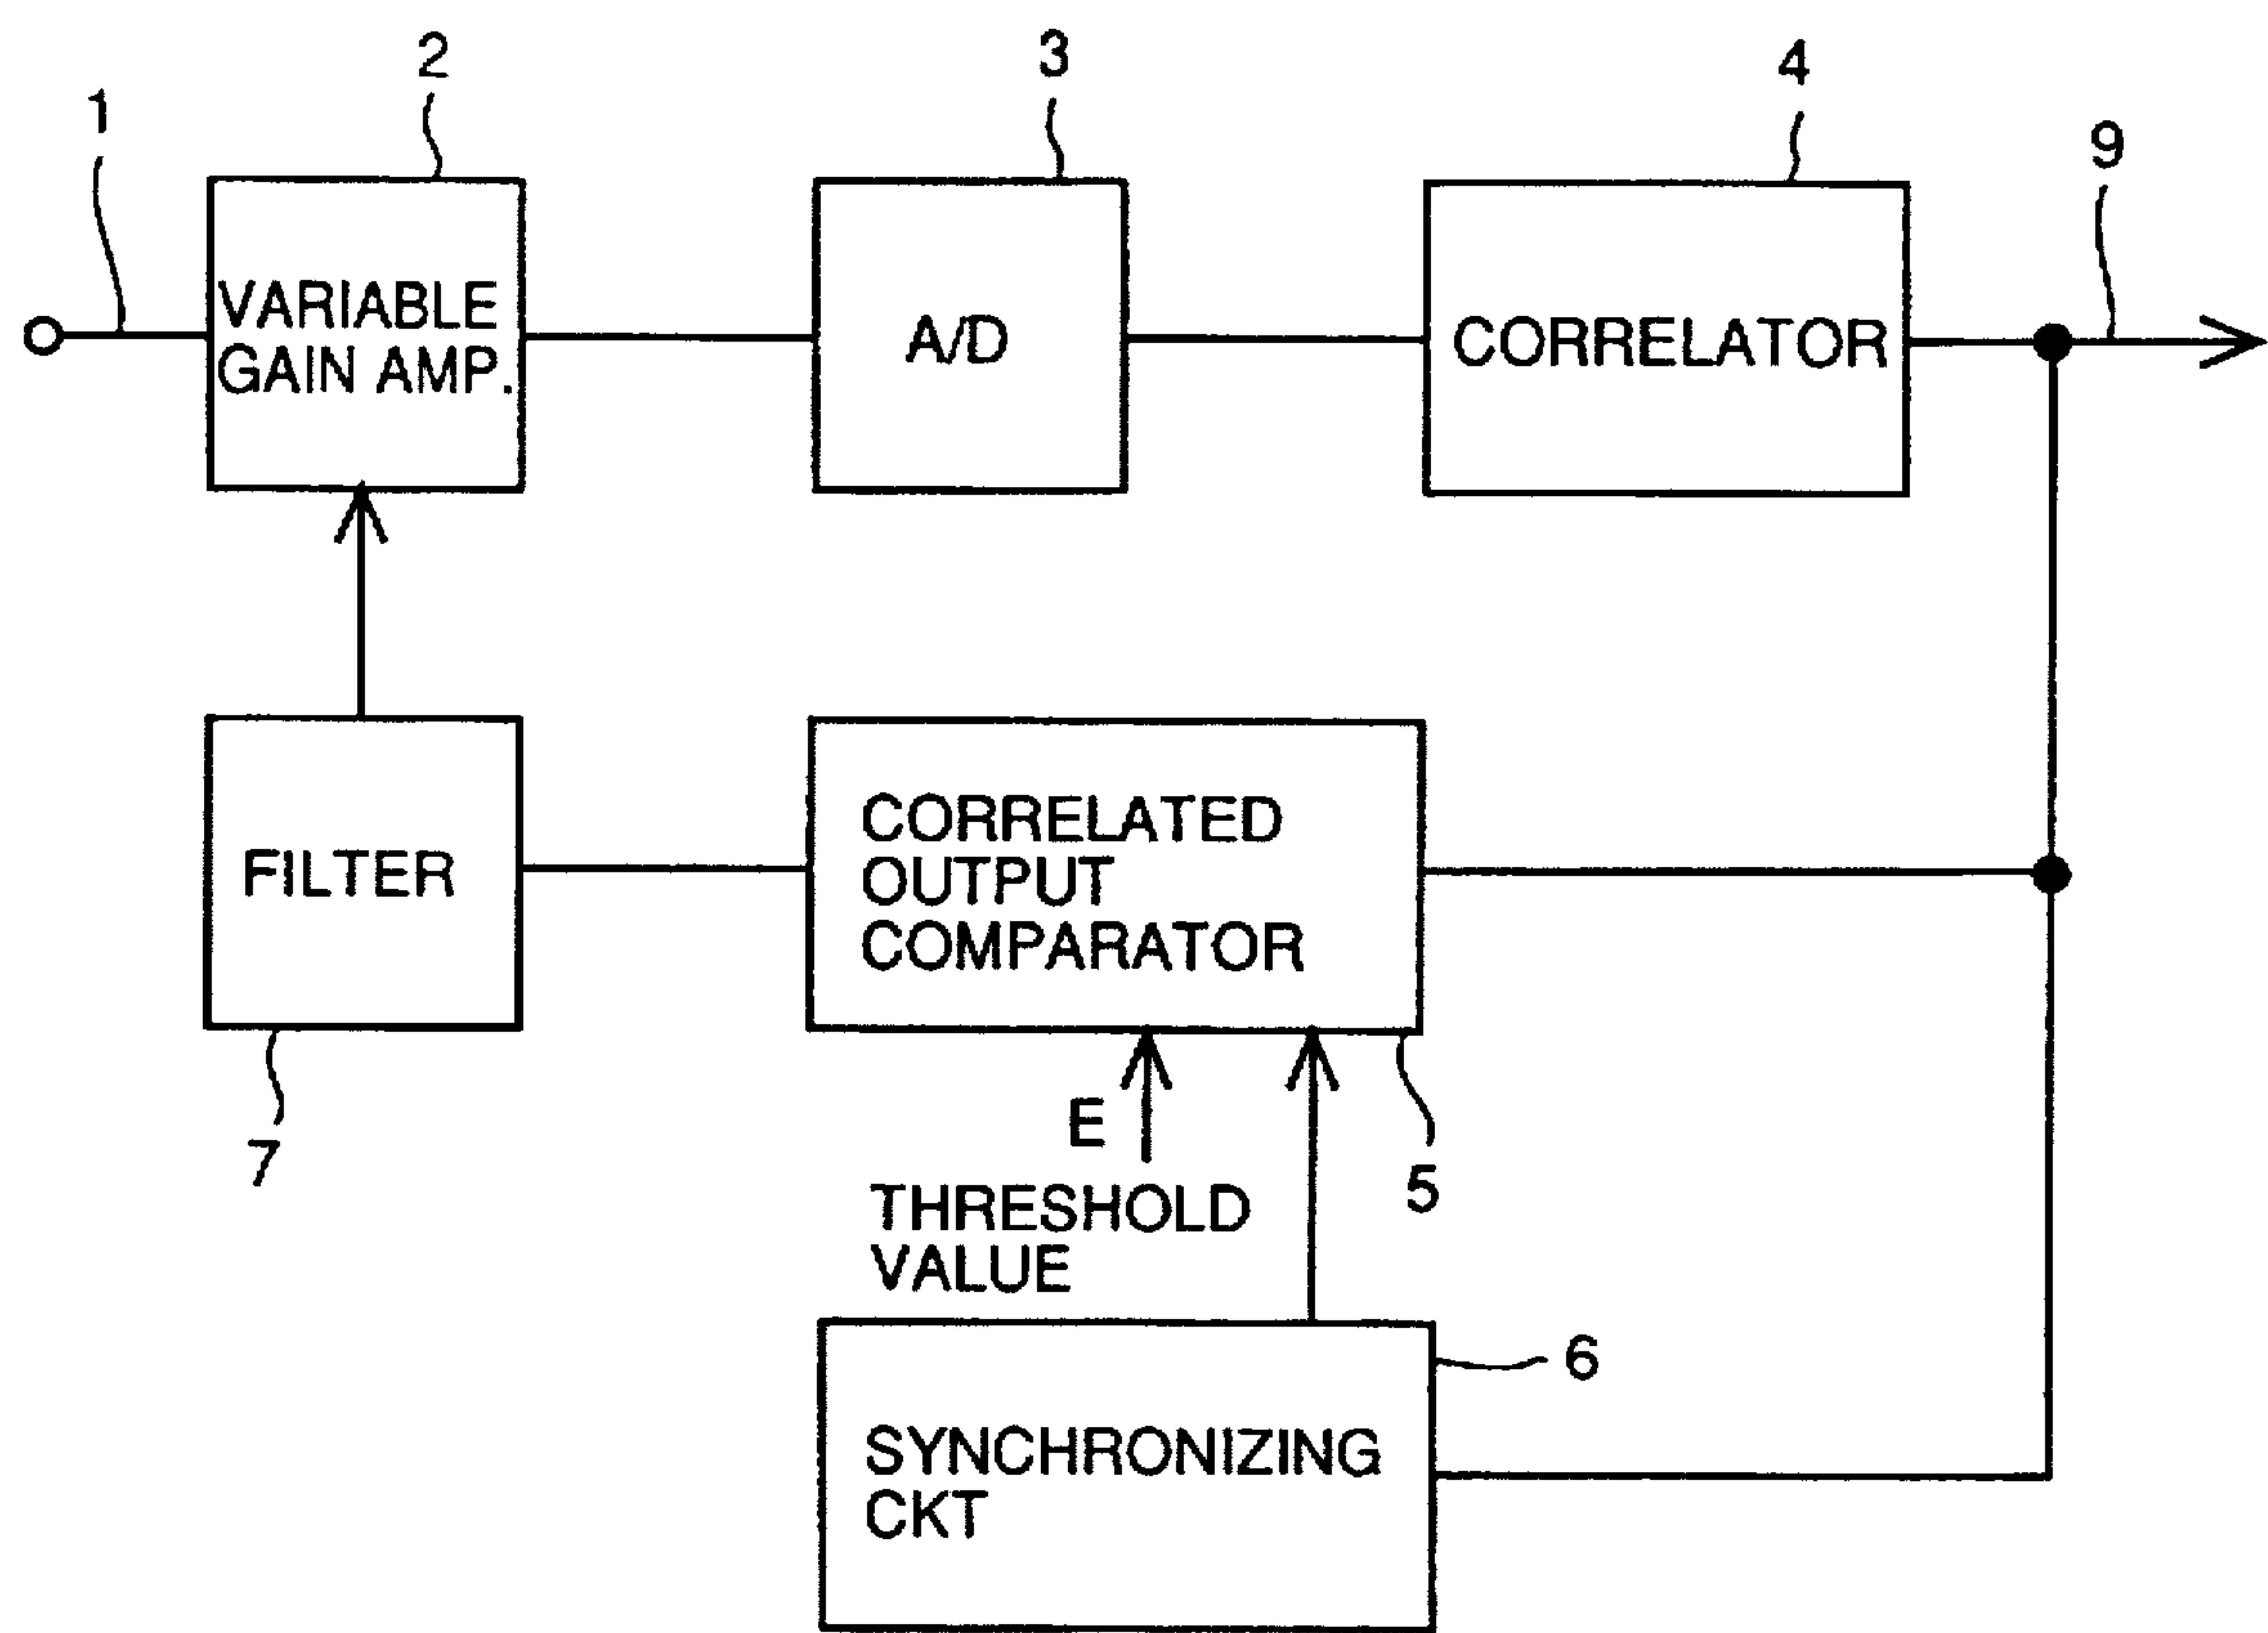 1
2
3
4
9
VARIABLE
GAIN AMP.
A/D
CORRELATOR
FILTER
CORRELATED
OUTPUT
COMPARATOR
7
E
THRESHOLD
VALUE
5
6
SYNCHRONIZING
CKT